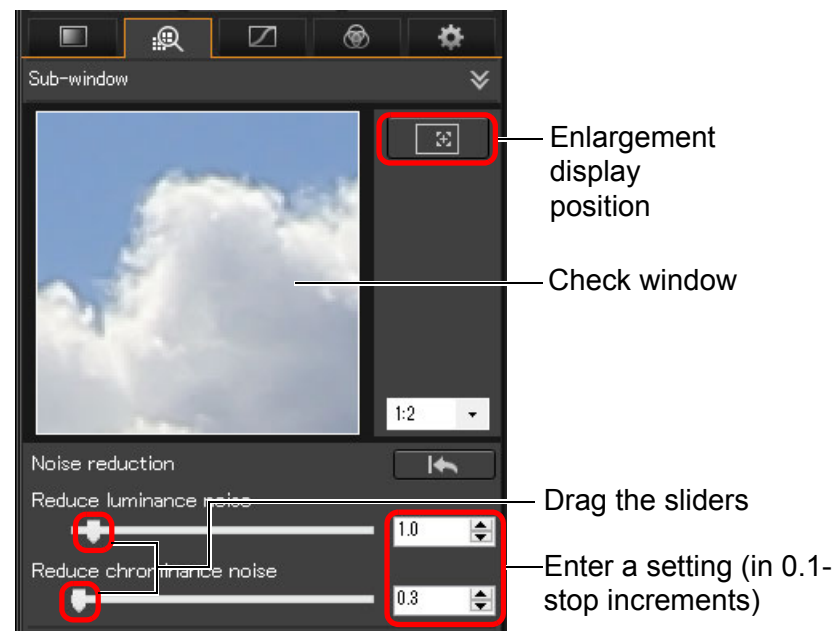 Sub-window
Enlargement
display
position
Check window
1:2
Noise reduction
Reduce luminance noise
Drag the sliders
1.0
Reduce chrominance noise
Enter a setting (in 0.1-
stop increments)
0.3